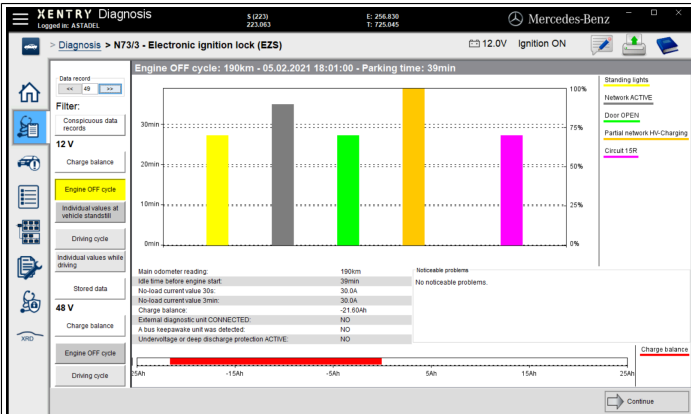 XENTRY Diagnosis
Logged in: ASTADEL
S (223)
223.063
E: 256.830
T: 725.045
Mercedes-Benz
> Diagnosis > N73/3 - Electronic ignition lock (EZS)
12.0V Ignition ON
Engine OFF cycle: 190km - 05.02.2021 18:01:00 - Parking time: 39min
Data record
<< 49 >>
Filter:
Conspicuous data
records
12 V
Charge balance
Engine OFF cycle
Individual values at
vehicle standstill
Driving cycle
Individual values while
driving
Stored data
48 V
Charge balance
Engine OFF cycle
Driving cycle
XRD
30min
20min
10min
0min
100%
75%
50%
25%
0%
Standing lights
Network ACTIVE
Door OPEN
Partial network HV-Charging
Circuit 15R
Main odometer reading: 190km
Idle time before engine start: 39min
No-load current value 30s: 30.0A
No-load current value 3min: 30.0A
Charge balance: -21.60Ah
External diagnostic unit CONNECTED: NO
A bus keepawake unit was detected: NO
Undervoltage or deep discharge protection ACTIVE: NO
Noticeable problems
No noticeable problems.
Charge balance
25Ah -15Ah -5Ah 5Ah 15Ah 25Ah
Continue